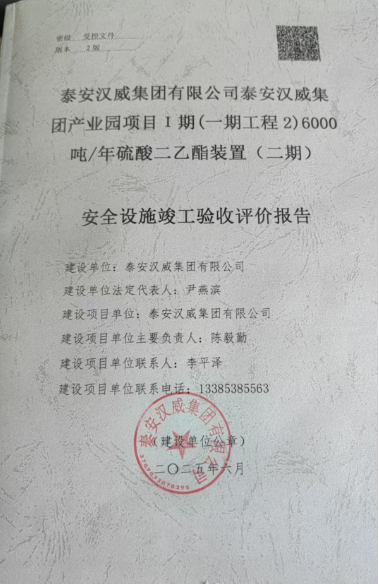 密级 受控文件
版本 2 版
泰安汉威集团有限公司泰安汉威集
团产业园项目 I 期(一期工程 2)6000
吨/年硫酸二乙酯装置（二期）
安全设施竣工验收评价报告
建设单位：泰安汉威集团有限公司
建设单位法定代表人：尹燕滨
建设项目单位：泰安汉威集团有限公司
建设项目单位主要负责人：陈毅勤
建设项目单位联系人：李平泽
建设项目单位联系电话：13385385563
泰安汉威集团有限公司
（建设单位公章）
二〇二五年六月